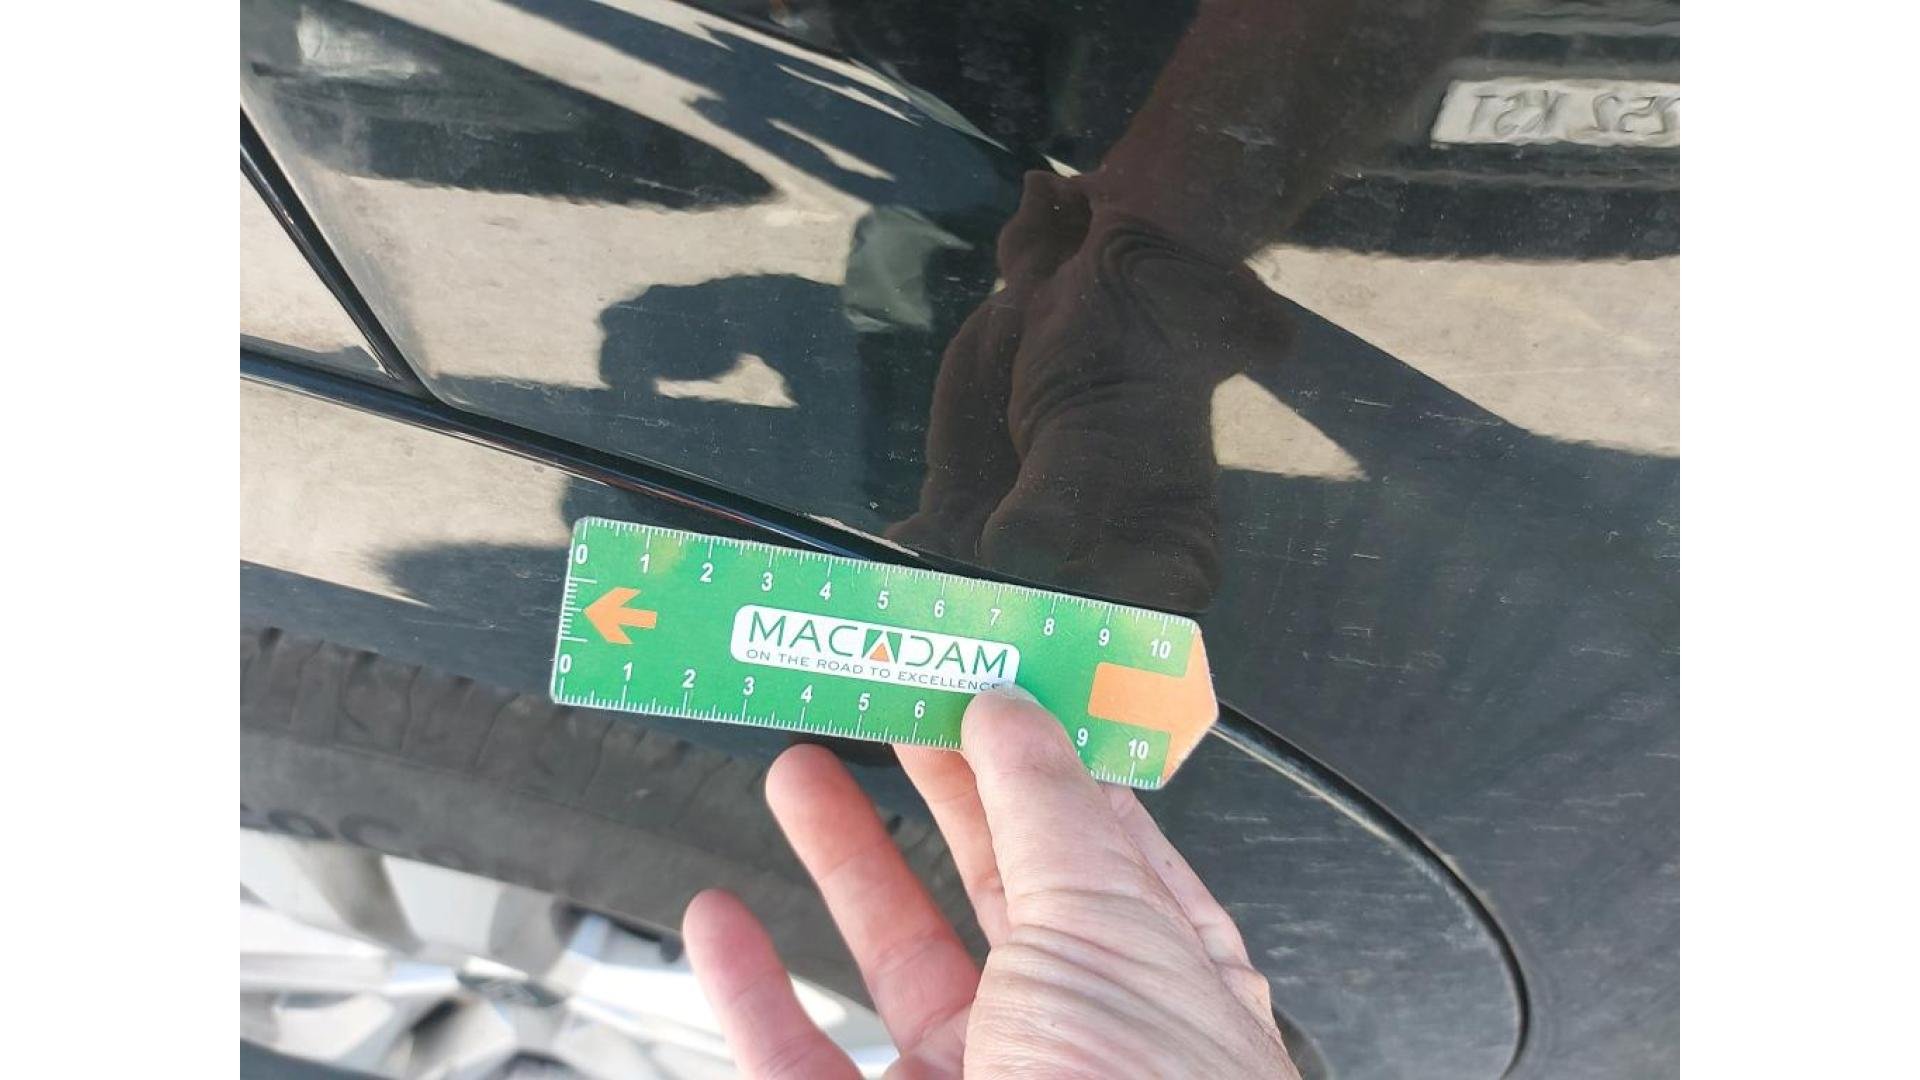 0 1 2 3 4 5 6 7 8 9 10
MACADAM
ON THE ROAD TO EXCELLENCE
0 1 2 3 4 5 6 9 10